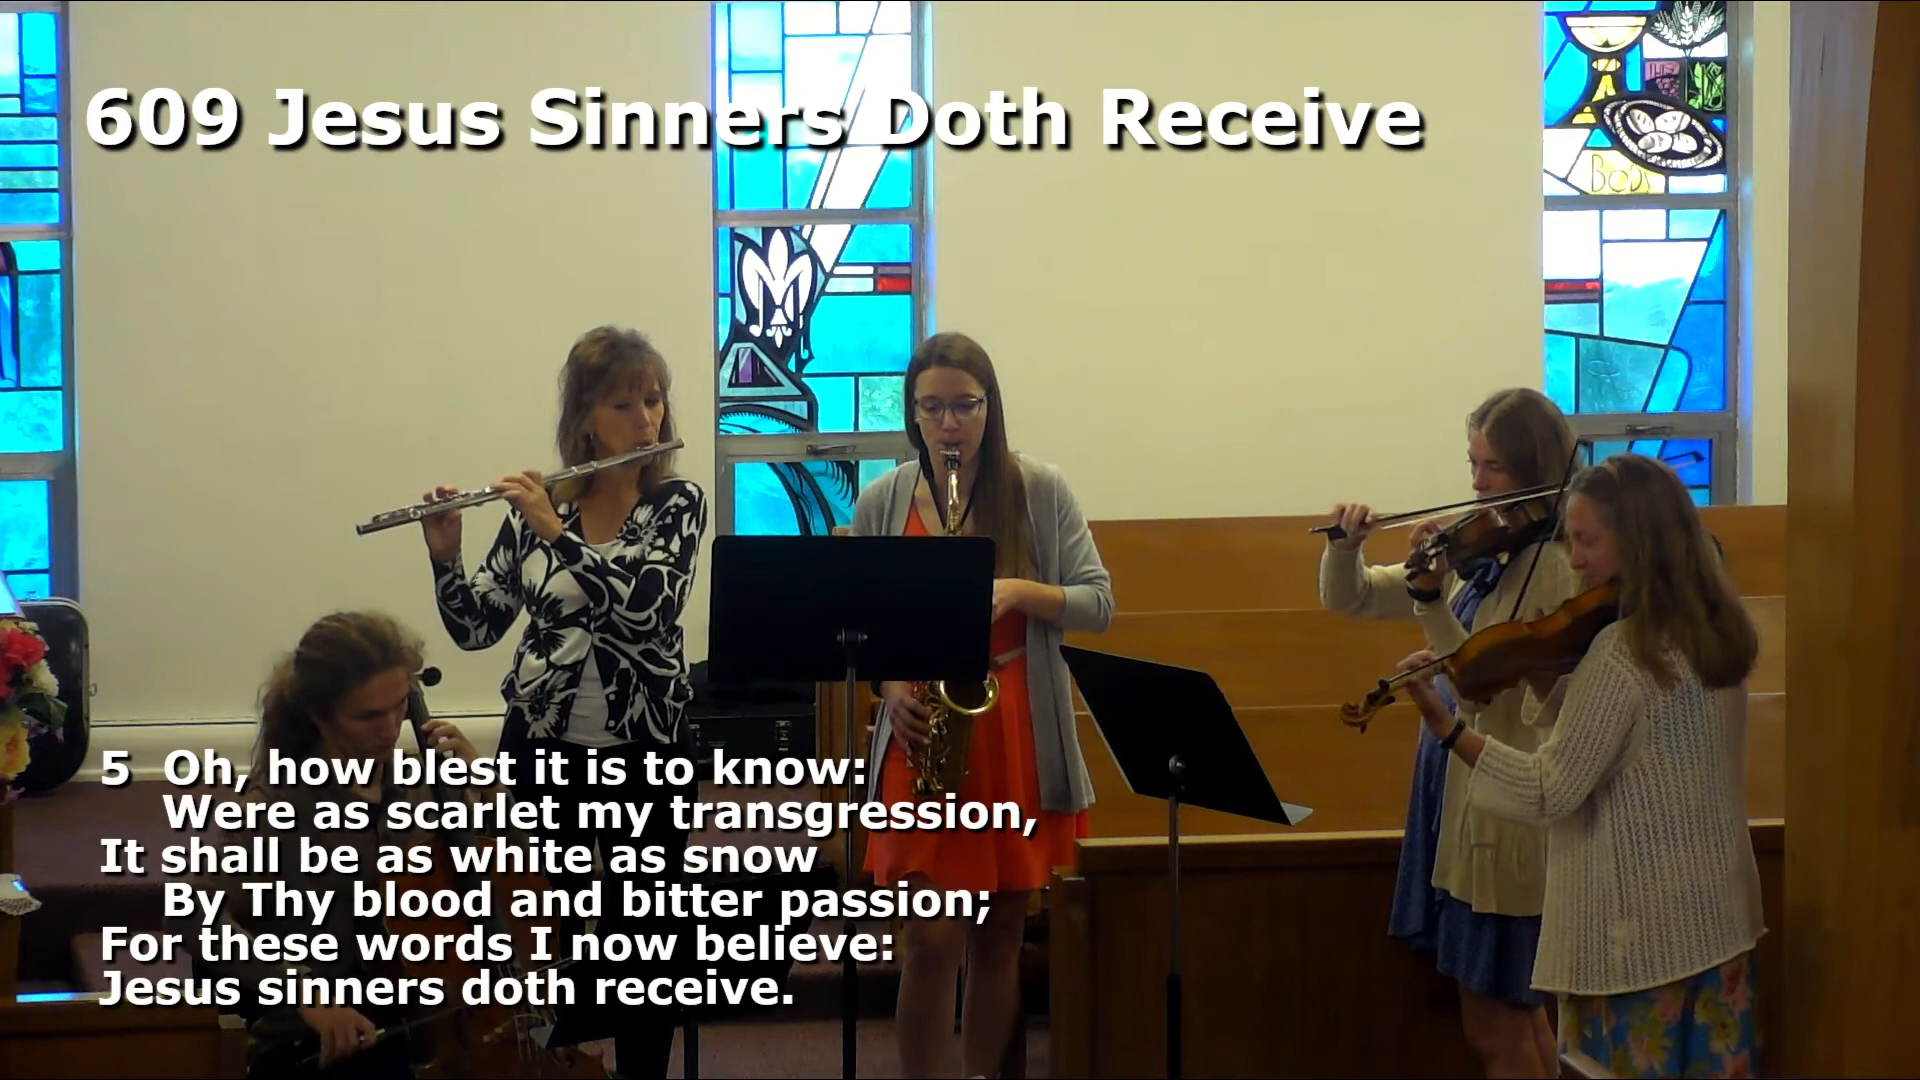 609 Jesus Sinners Doth Receive
Body
5 Oh, how blest it is to know:
Were as scarlet my transgression,
It shall be as white as snow
By Thy blood and bitter passion;
For these words I now believe:
Jesus sinners doth receive.